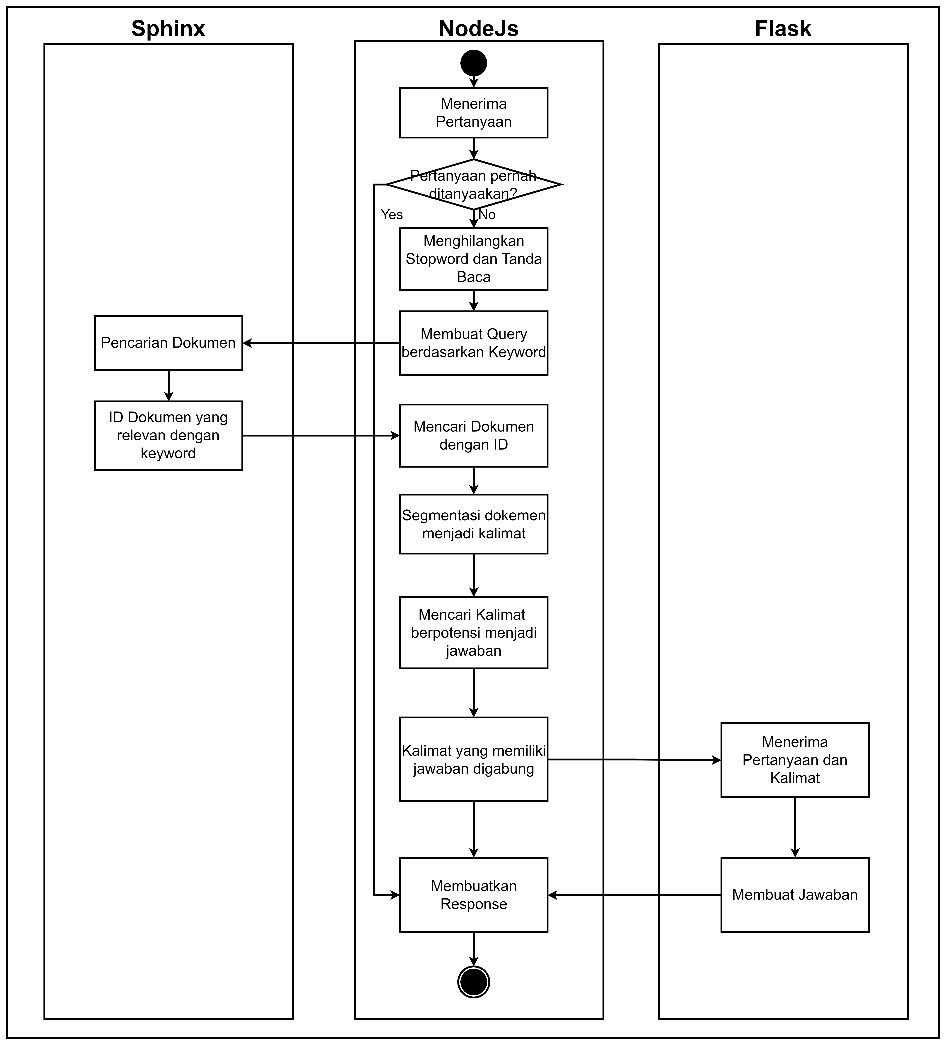 Sphinx
NodeJs
Flask
Menerima
Pertanyaan
Pertanyaan pernah
ditanyaakan?
Yes
No
Menghilangkan
Stopword dan Tanda
Baca
Pencarian Dokumen
Membuat Query
berdasarkan Keyword
ID Dokumen yang
relevan dengan
keyword
Mencari Dokumen
dengan ID
Segmentasi dokemen
menjadi kalimat
Mencari Kalimat
berpotensi menjadi
jawaban
Kalimat yang memiliki
jawaban digabung
Menerima
Pertanyaan dan
Kalimat
Membuatkan
Response
Membuat Jawaban